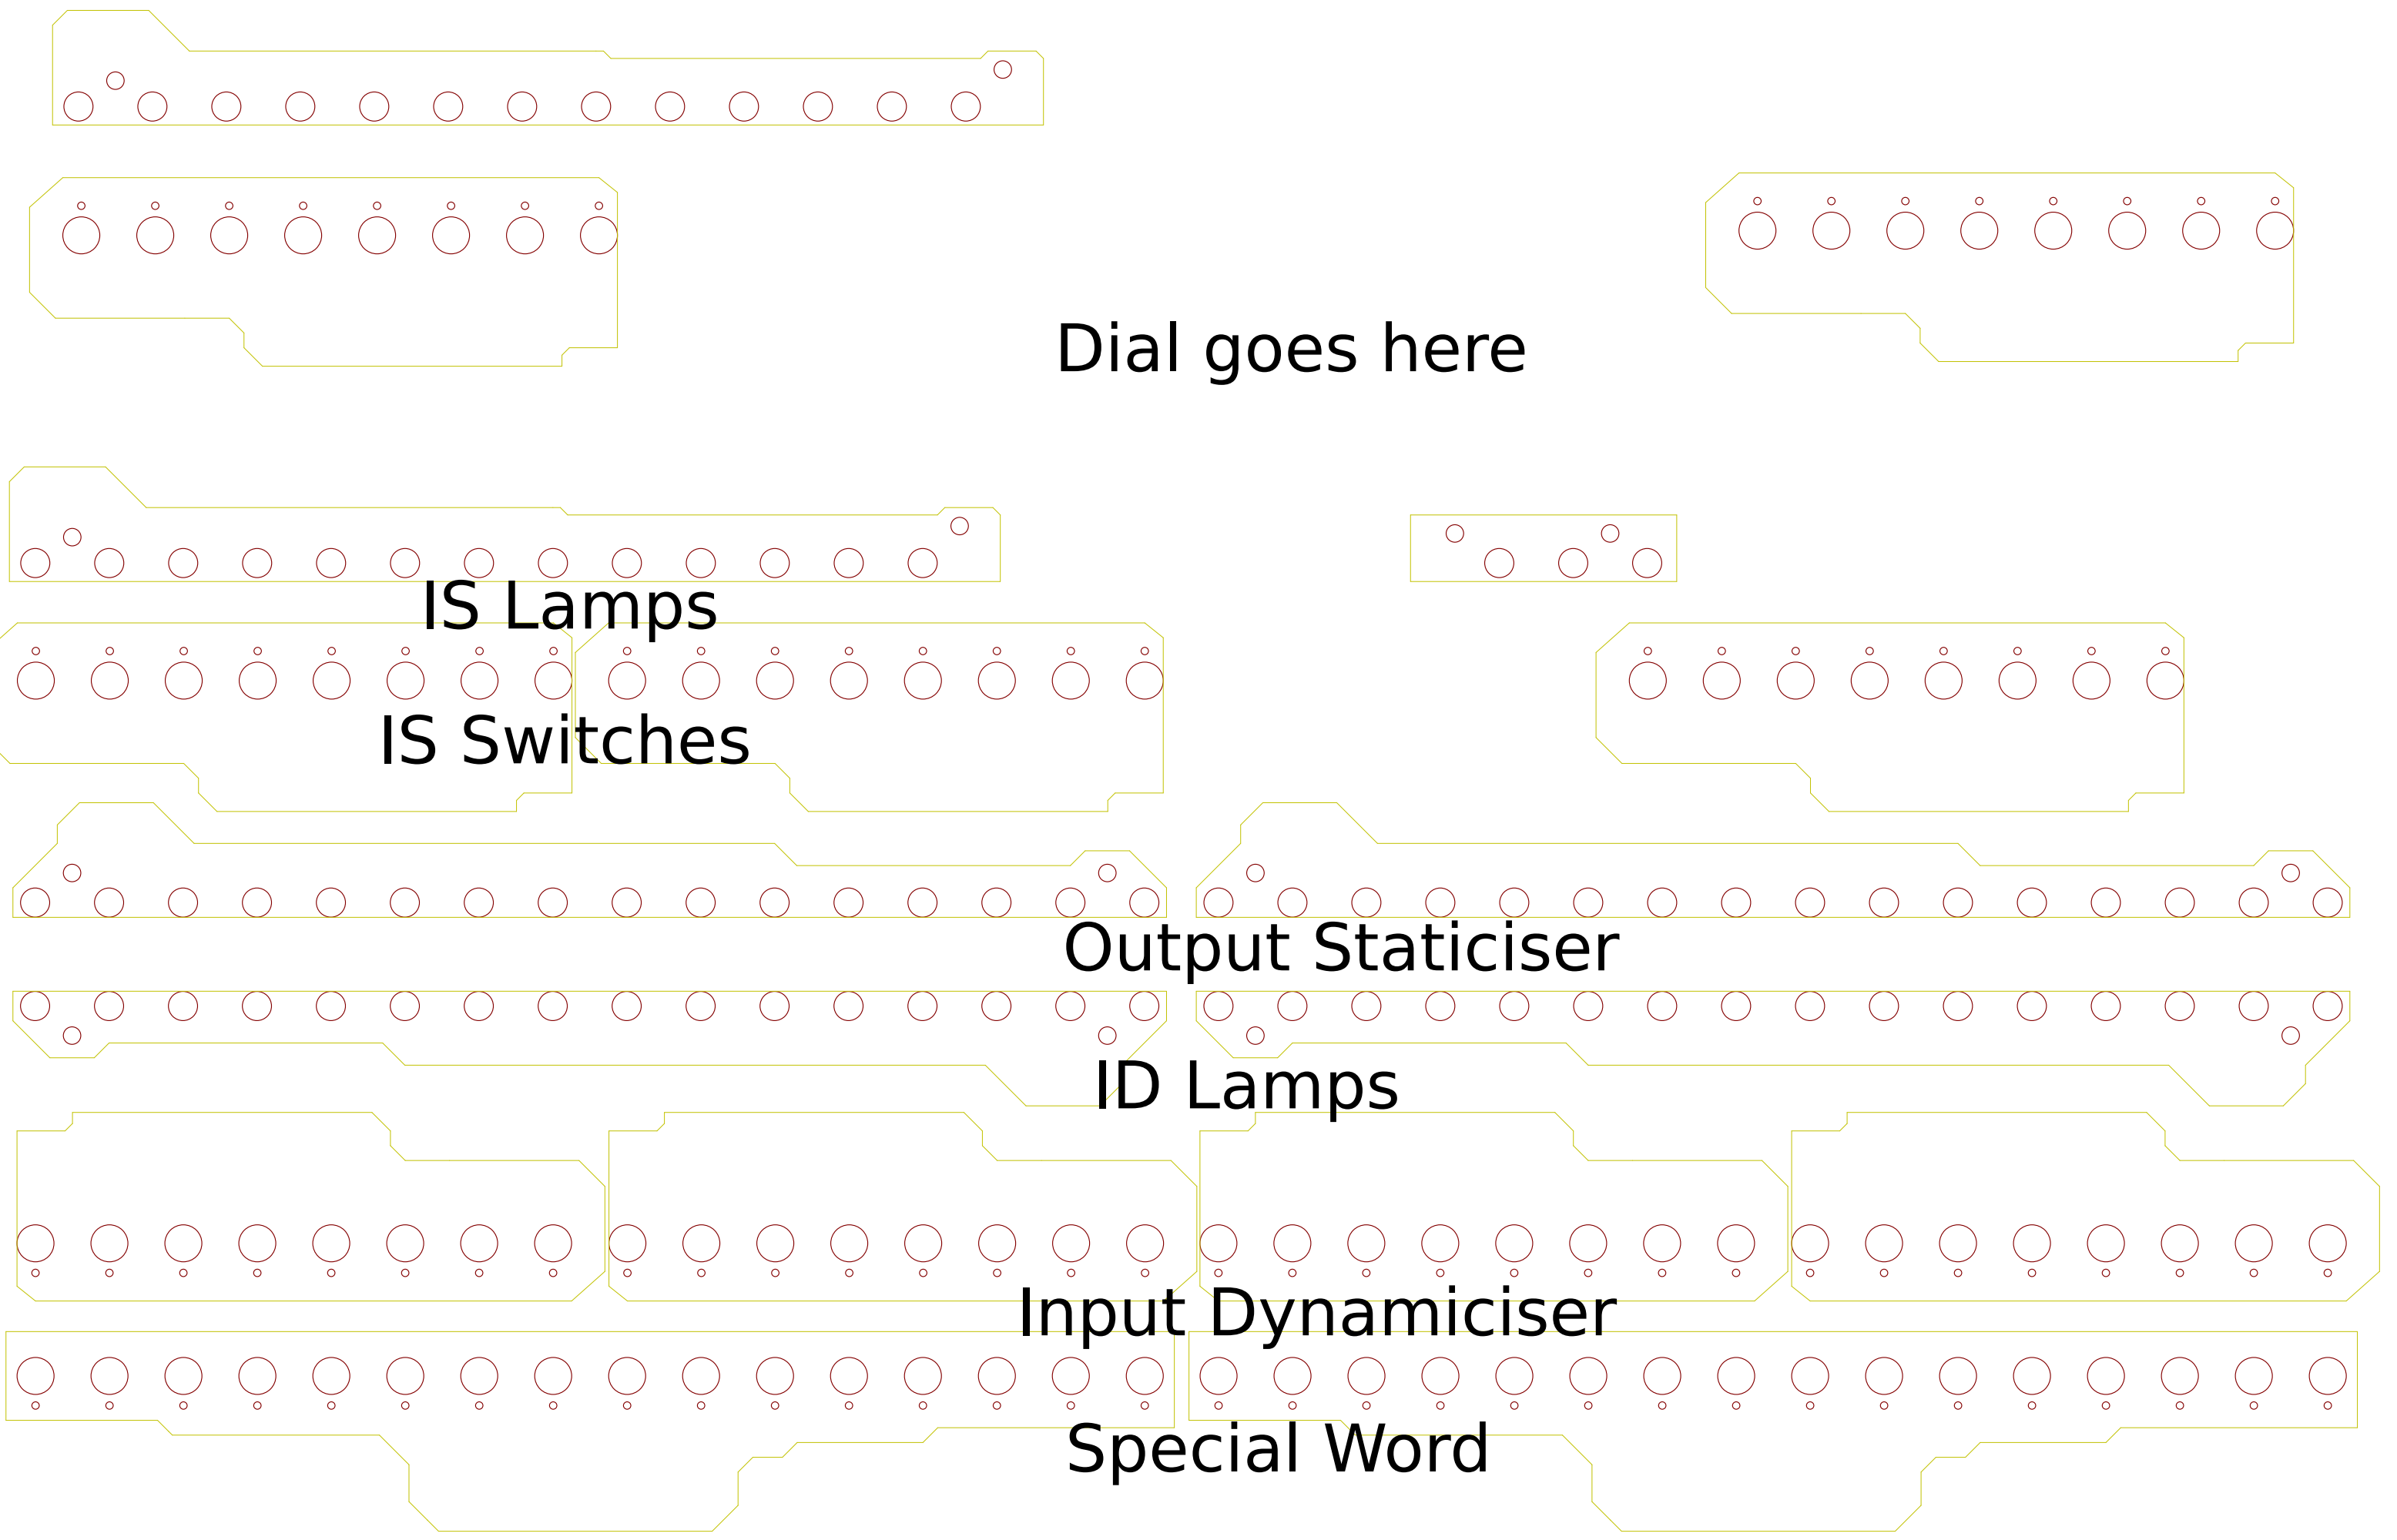 Dial goes here
IS Lamps
IS Switches
Output Staticiser
ID Lamps
Input Dynamiciser
Special Word